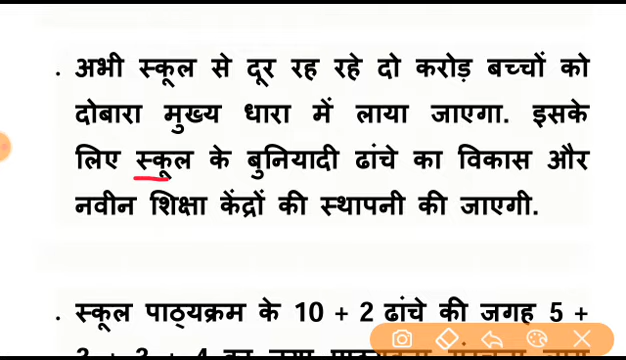 . अभी स्कूल से दूर रह रहे दो करोड़ बच्चों को
दोबारा मुख्य धारा में लाया जाएगा. इसके
लिए स्कूल के बुनियादी ढांचे का विकास और
नवीन शिक्षा केंद्रों की स्थापनी की जाएगी.
. स्कूल पाठ्यक्रम के 10 + 2 ढांचे की जगह 5 +